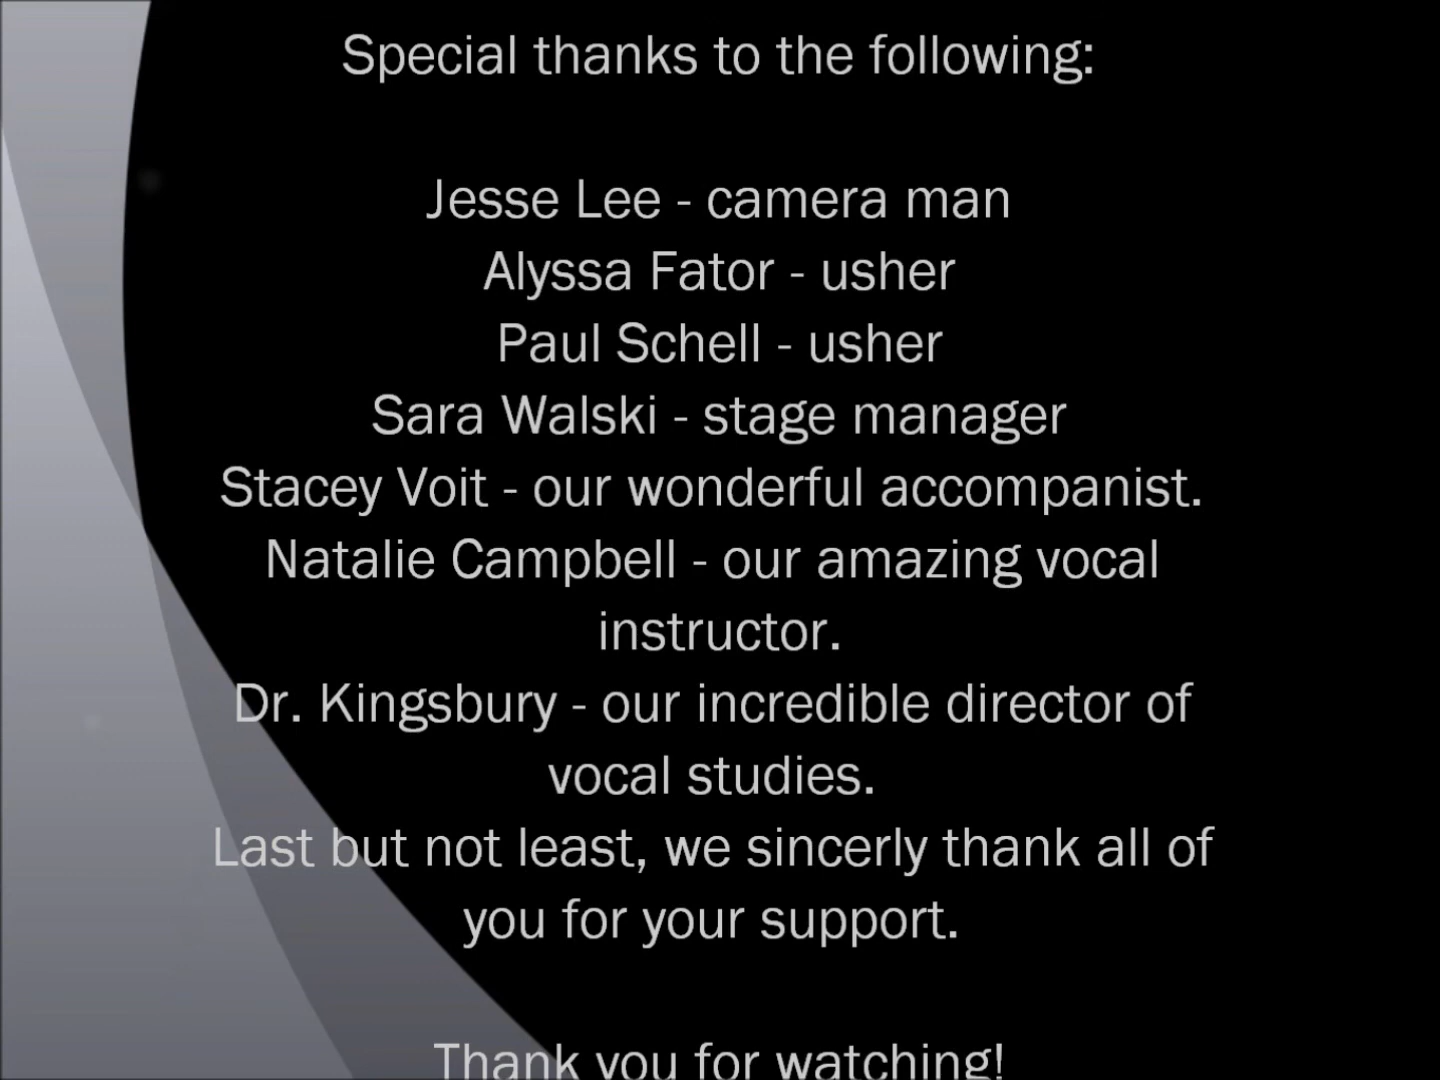 Special thanks to the following:
Jesse Lee - camera man
Alyssa Fator - usher
Paul Schell - usher
Sara Walski - stage manager
Stacey Voit - our wonderful accompanist.
Natalie Campbell - our amazing vocal
instructor.
Dr. Kingsbury - our incredible director of
vocal studies.
Last but not least, we sincerly thank all of
you for your support.
Thank you for watching!